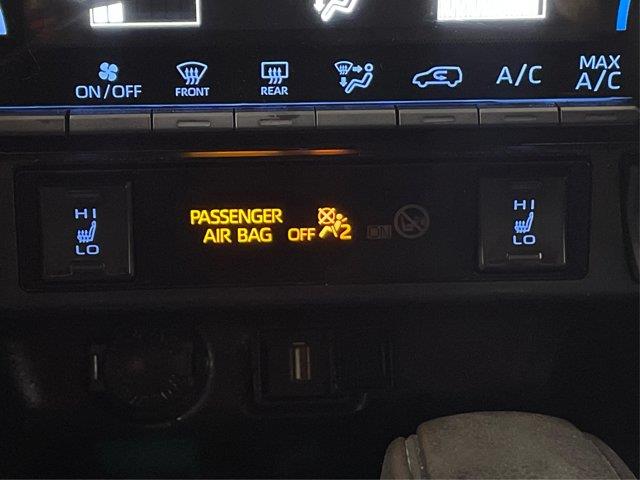 ON/OFF FRONT REAR A/C MAX A/C
HI LO
PASSENGER AIR BAG OFF 2 ON
HI LO